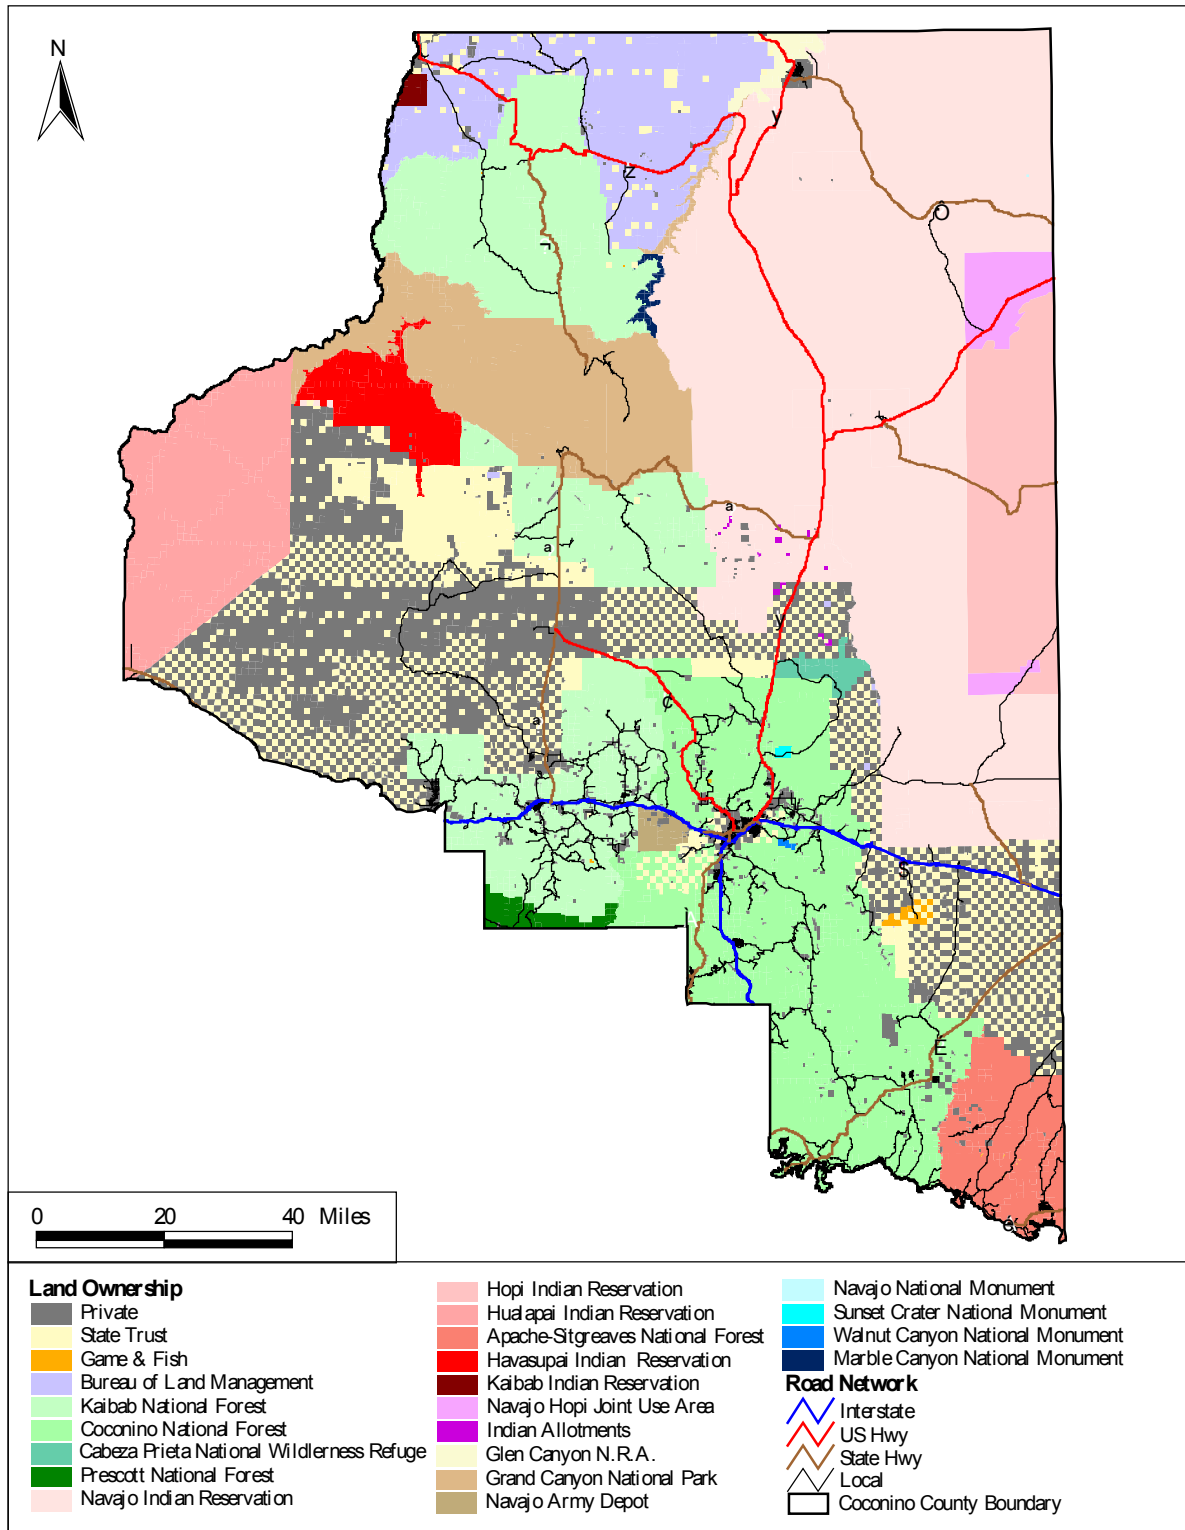 N
y
z
Ô
a
a
y
¢
a
$
A
E
0 20 40 Miles
Land Ownership
Private
State Trust
Game & Fish
Bureau of Land Management
Kaibab National Forest
Coconino National Forest
Cabeza Prieta National Wildlerness Refuge
Prescott National Forest
Navajo Indian Reservation
Hopi Indian Reservation
Hualapai Indian Reservation
Apache-Sitgreaves National Forest
Havasupai Indian Reservation
Kaibab Indian Reservation
Navajo Hopi Joint Use Area
Indian Allotments
Glen Canyon N.R.A.
Grand Canyon National Park
Navajo Army Depot
Navajo National Monument
Sunset Crater National Monument
Walnut Canyon National Monument
Marble Canyon National Monument
Road Network
Interstate
US Hwy
State Hwy
Local
Coconino County Boundary